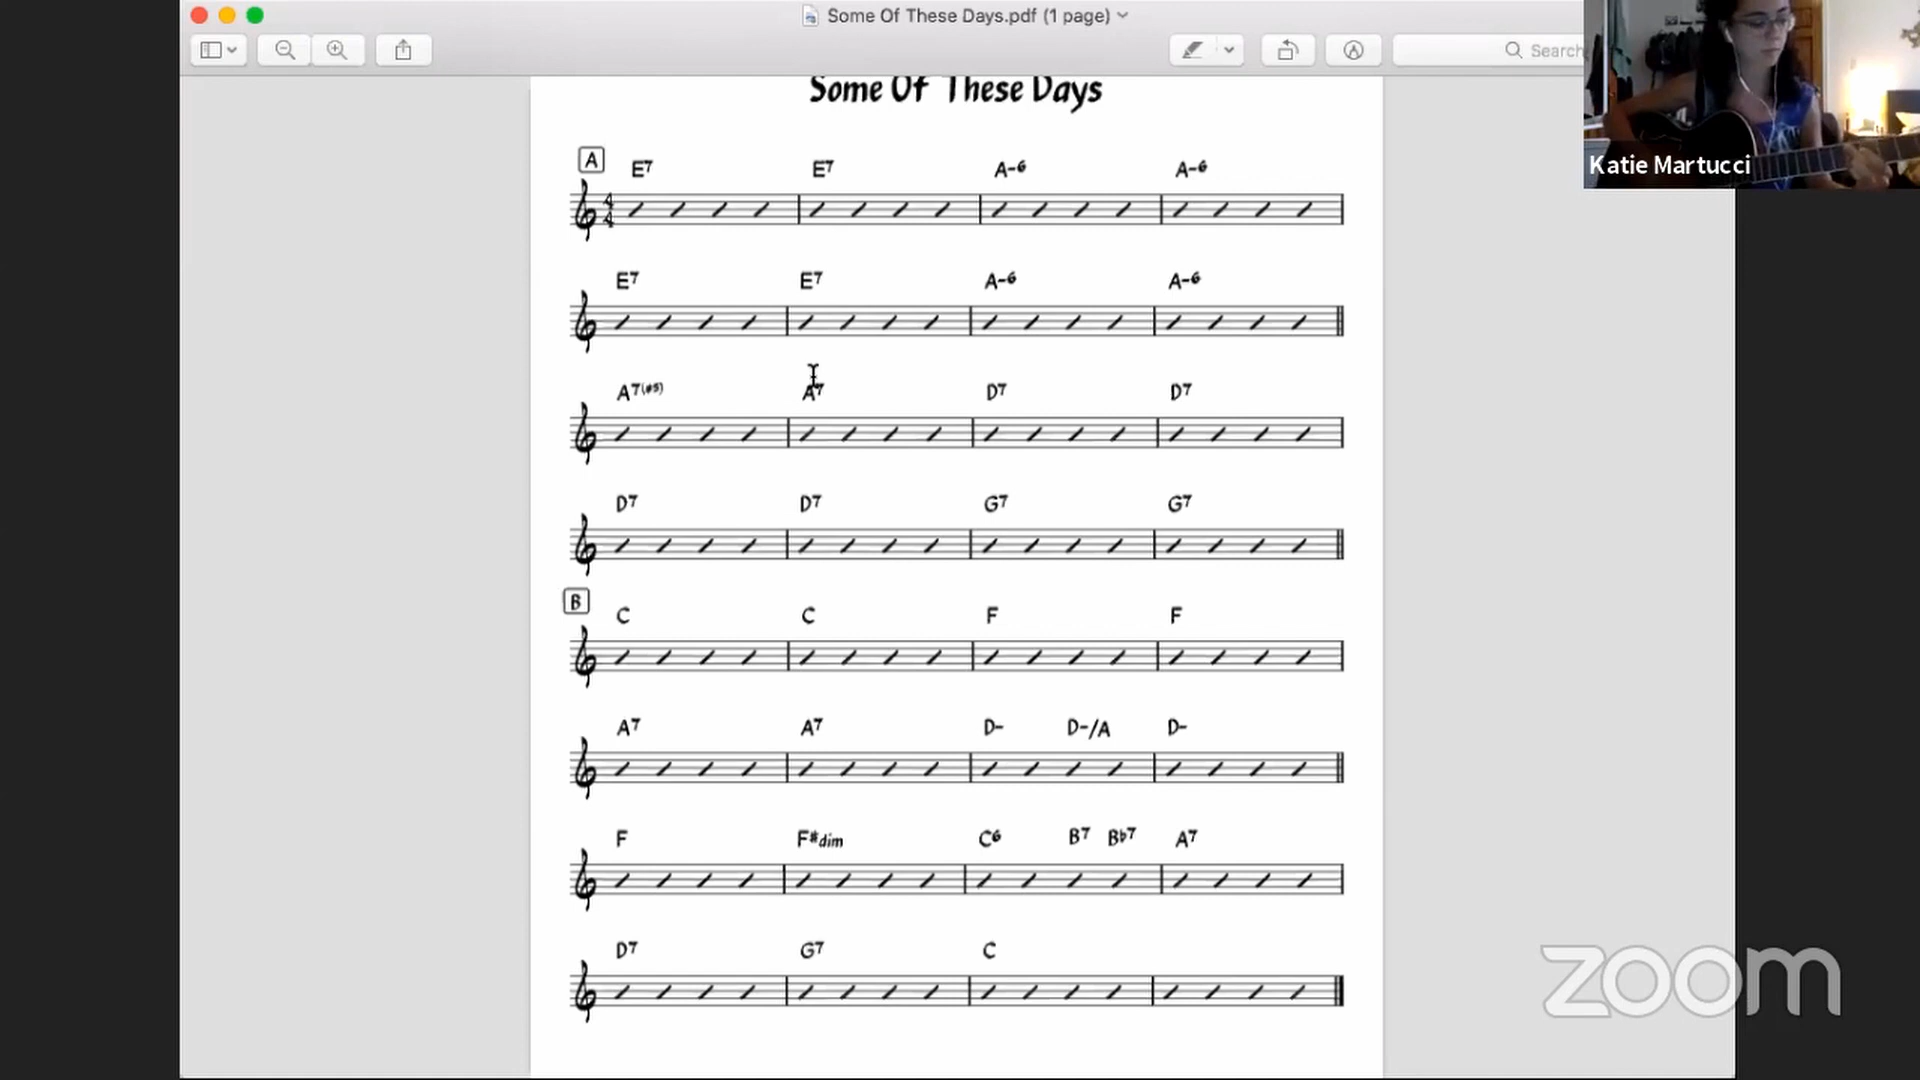 Some Of These Days.pdf (1 page)
Search
Katie Martucci
Some Of These Days
A
E7 E7 A-6 A-6
4
4
E7 E7 A-6 A-6
A7(#5) A7 D7 D7
D7 D7 G7 G7
B
C C F F
A7 A7 D- D-/A D-
F F#dim C6 B7 Bb7 A7
D7 G7 C
zoom